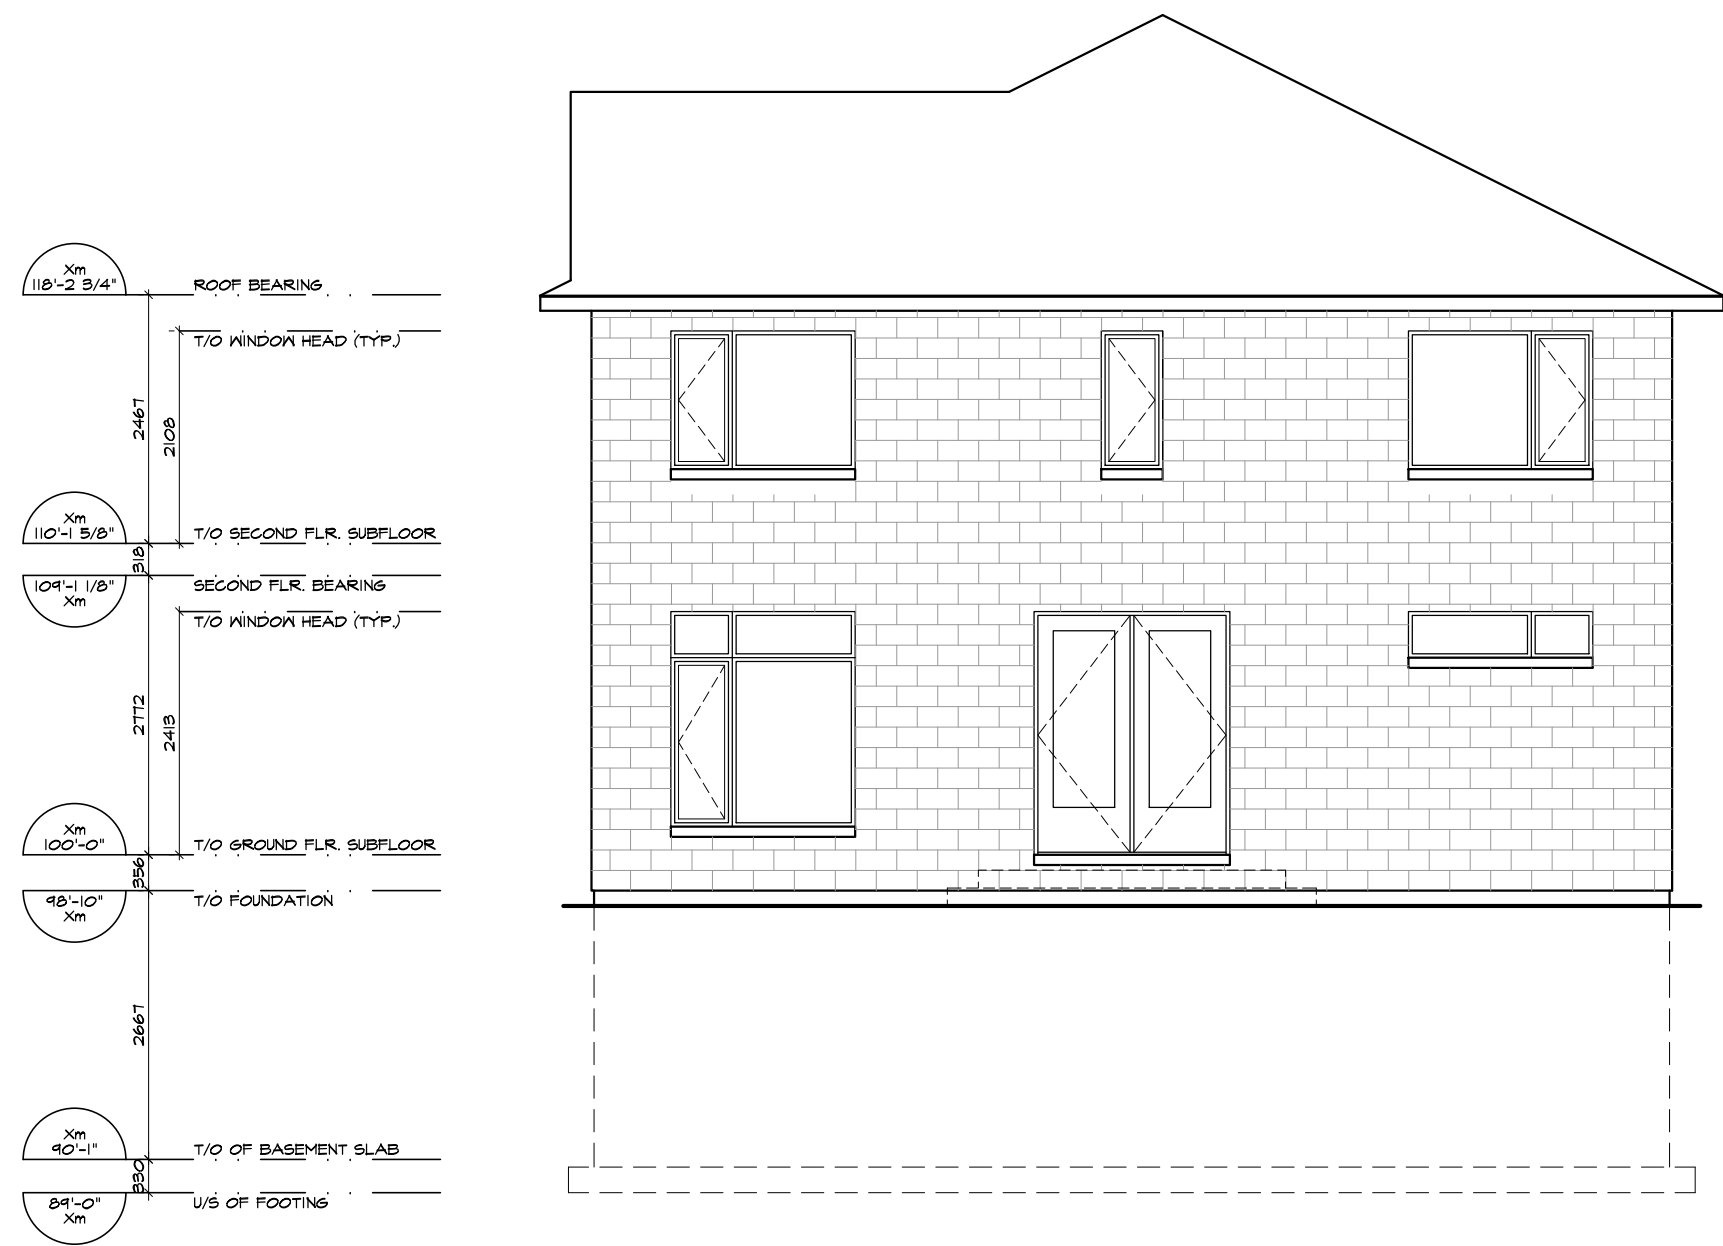 Xm
118'-2 3/4"
ROOF BEARING
T/O WINDOW HEAD (TYP.)
2467
2108
Xm
110'-1 5/8"
T/O SECOND FLR. SUBFLOOR
318
109'-1 1/8"
Xm
SECOND FLR. BEARING
T/O WINDOW HEAD (TYP.)
2772
2413
Xm
100'-0"
T/O GROUND FLR. SUBFLOOR
356
98'-10"
Xm
T/O FOUNDATION
2667
Xm
90'-1"
T/O OF BASEMENT SLAB
330
89'-0"
Xm
U/S OF FOOTING